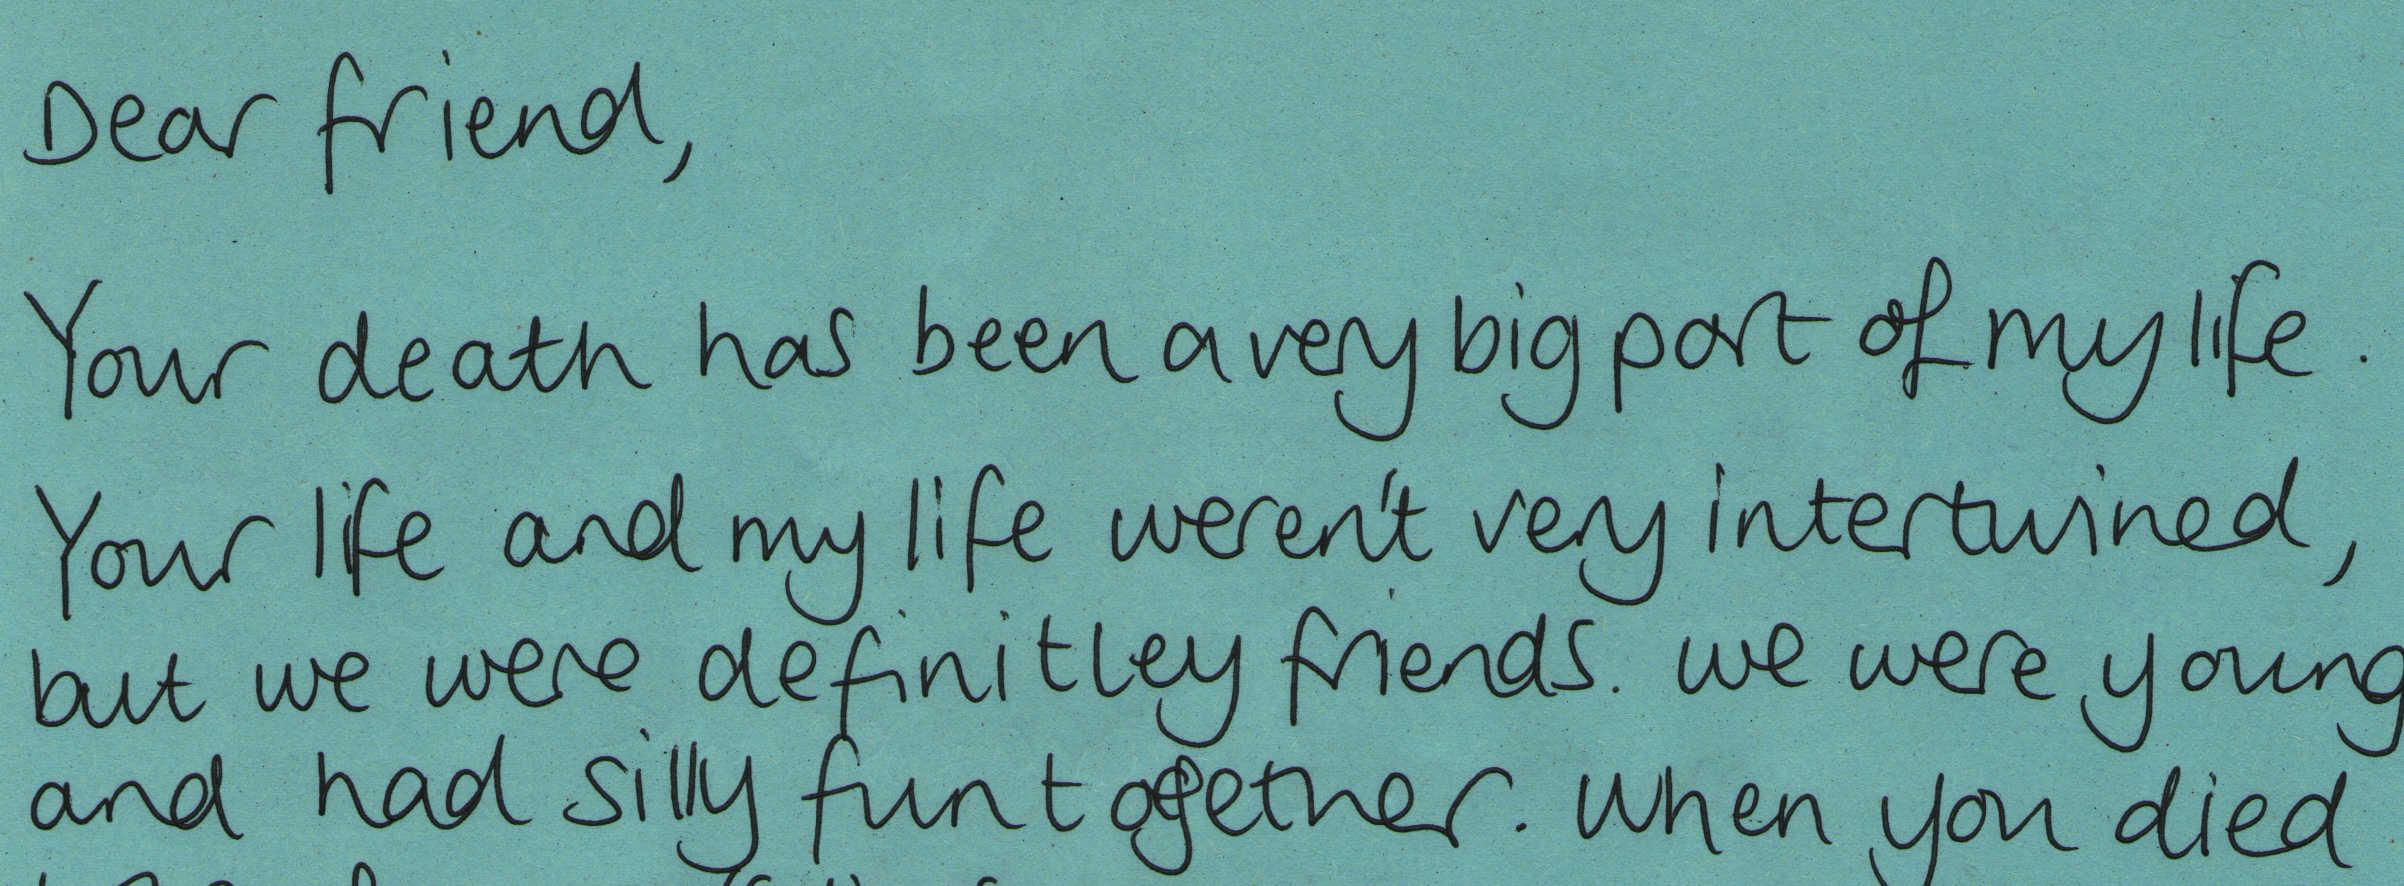 Dear friend,
Your death has been a very big part of my life.
Your life and my life weren't very intertwined,
but we were definitley friends. We were young
and had silly fun together. When you died